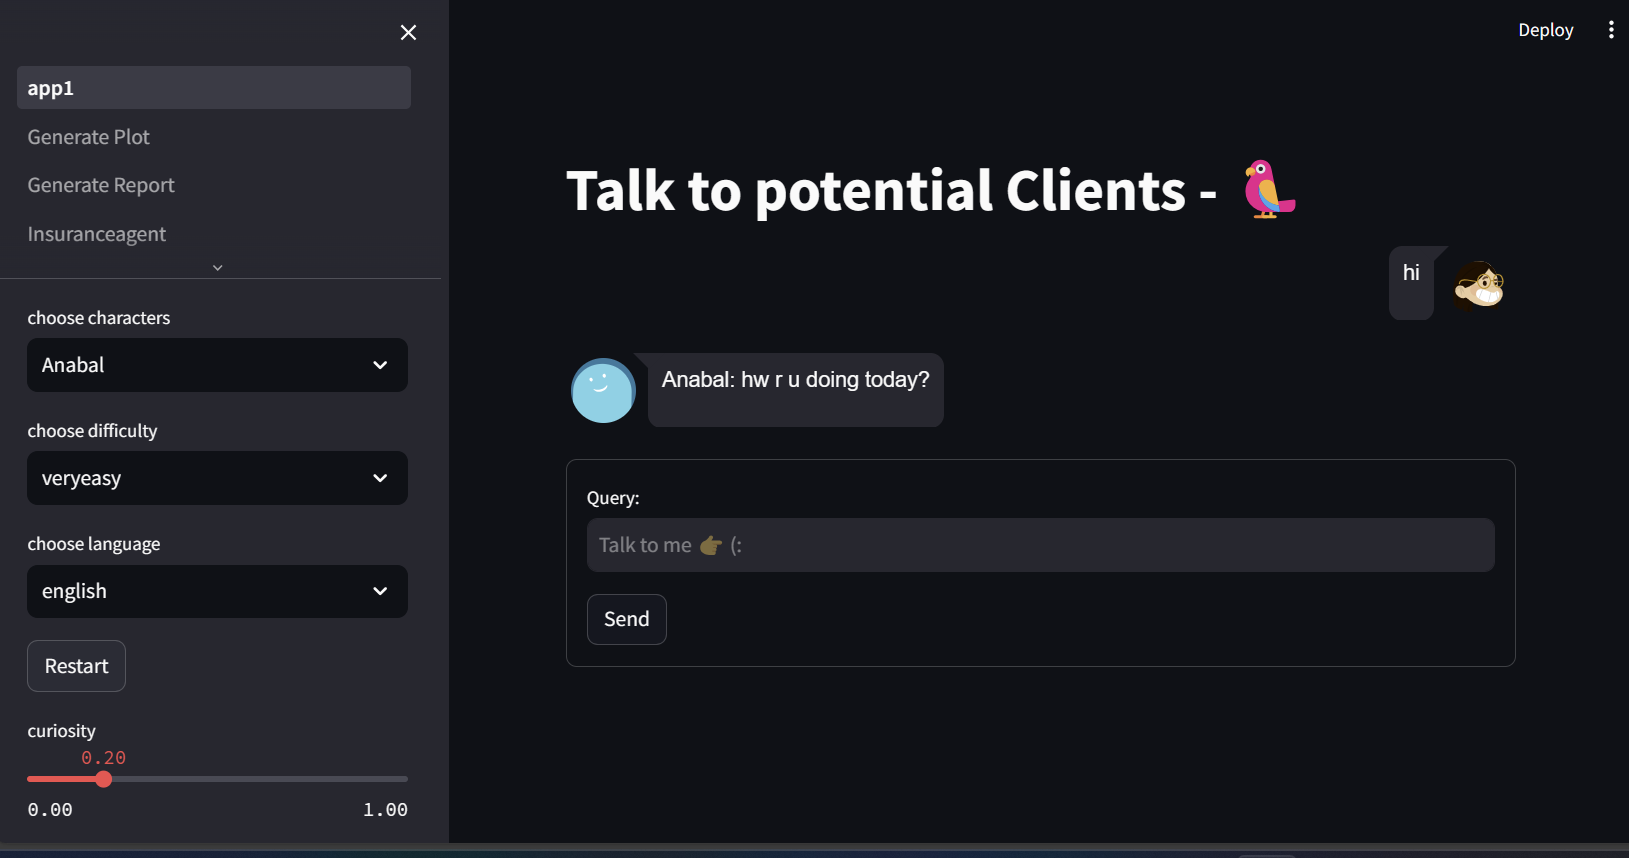 Deploy
app1
Generate Plot
Generate Report
Insuranceagent
choose characters
Anabal
choose difficulty
veryeasy
choose language
english
Restart
curiosity
0.20
0.00 1.00
Talk to potential Clients - 🦜
hi
Anabal: hw r u doing today?
Query:
Talk to me 👉 (:
Send